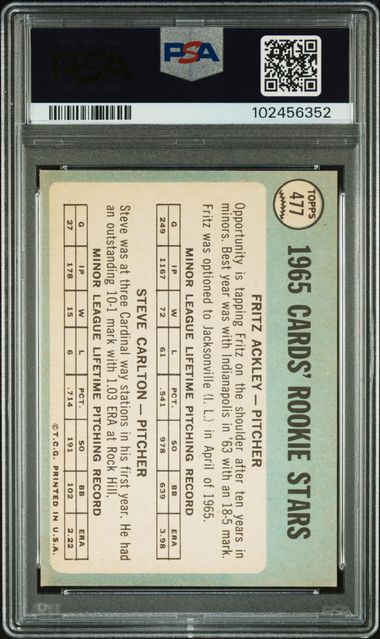 PSA
PSA
102456352
TOPPS
477
1965 CARDS' ROOKIE STARS
FRITZ ACKLEY — PITCHER
Opportunity is tapping Fritz on the shoulder after ten years in
minors. Best year was with Indianapolis in '63 with an 18-5 mark.
Fritz was optioned to Jacksonville (I. L.) in April of 1965.
MINOR LEAGUE LIFETIME PITCHING RECORD
G IP W L PCT. SO BB ERA
249 1167 72 61 .541 978 639 3.98
STEVE CARLTON — PITCHER
Steve was at three Cardinal way stations in his first year. He had
an outstanding 10-1 mark with 1.03 ERA at Rock Hill.
MINOR LEAGUE LIFETIME PITCHING RECORD
G IP W L PCT. SO BB ERA
27 178 15 6 .714 191 102 2.22
©T.C.G. PRINTED IN U.S.A.